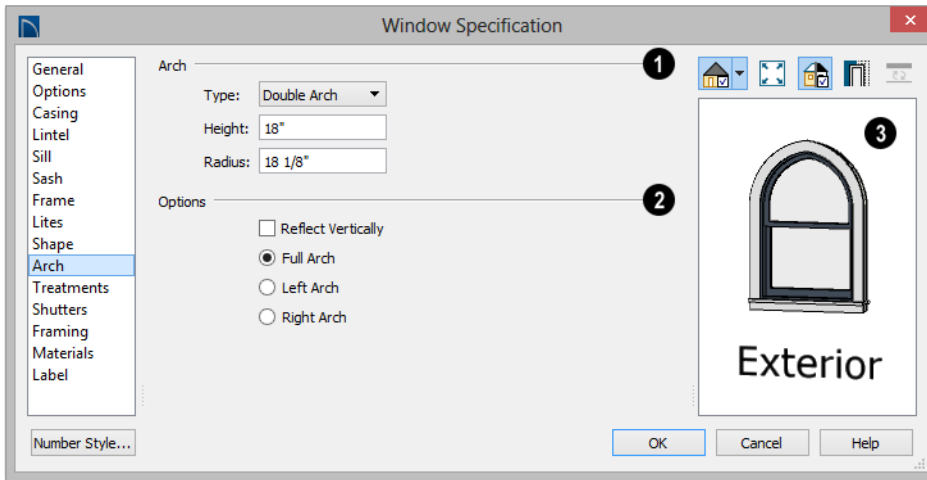 Window Specification
General
Options
Casing
Lintel
Sill
Sash
Frame
Lites
Shape
Arch
Treatments
Shutters
Framing
Materials
Label
Number Style...
Arch
1
Type: Double Arch
Height: 18"
Radius: 18 1/8"
Options
2
Reflect Vertically
Full Arch
Left Arch
Right Arch
3
Exterior
OK Cancel Help